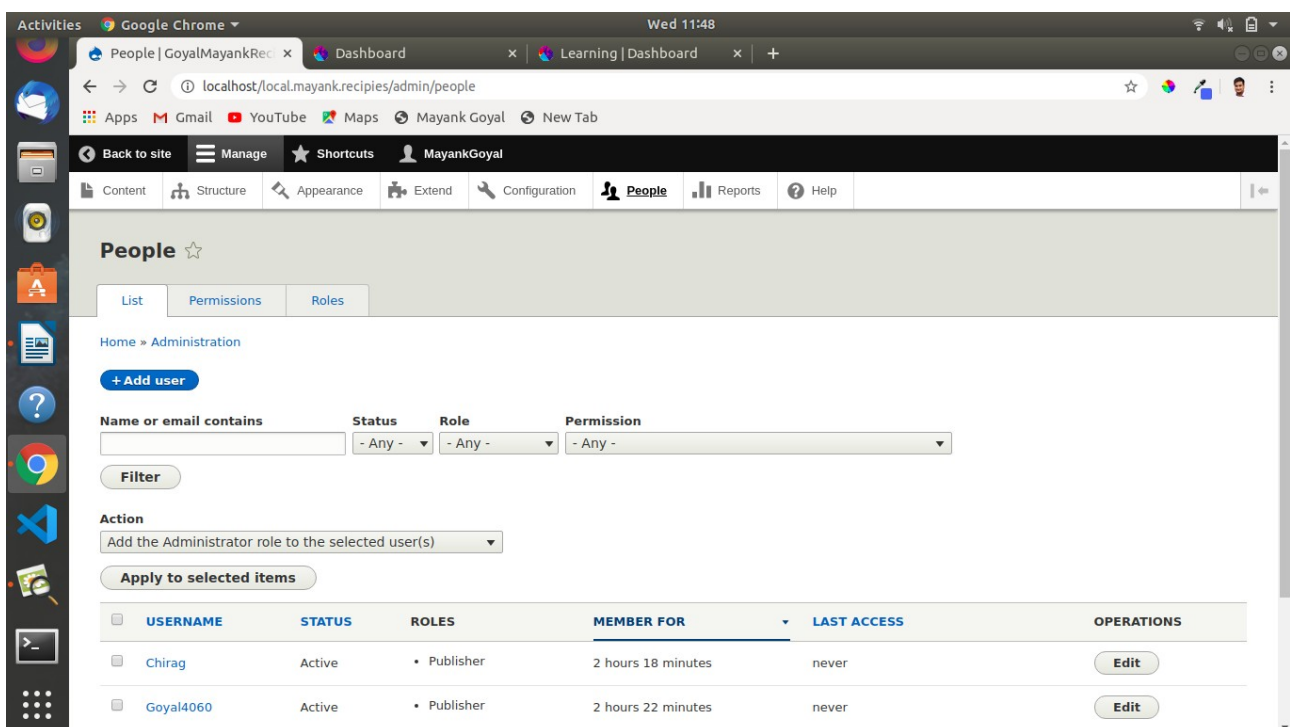 Activities Google Chrome Wed 11:48
People | GoyalMayankReci Dashboard Learning | Dashboard
localhost/local.mayank.recipies/admin/people
Apps Gmail YouTube Maps Mayank Goyal New Tab
Back to site Manage Shortcuts MayankGoyal
Content Structure Appearance Extend Configuration People Reports Help
People
List Permissions Roles
Home » Administration
+ Add user
Name or email contains Status Role Permission
- Any - - Any - - Any -
Filter
Action
Add the Administrator role to the selected user(s)
Apply to selected items
USERNAME STATUS ROLES MEMBER FOR LAST ACCESS OPERATIONS
Chirag Active • Publisher 2 hours 18 minutes never Edit
Goyal4060 Active • Publisher 2 hours 22 minutes never Edit